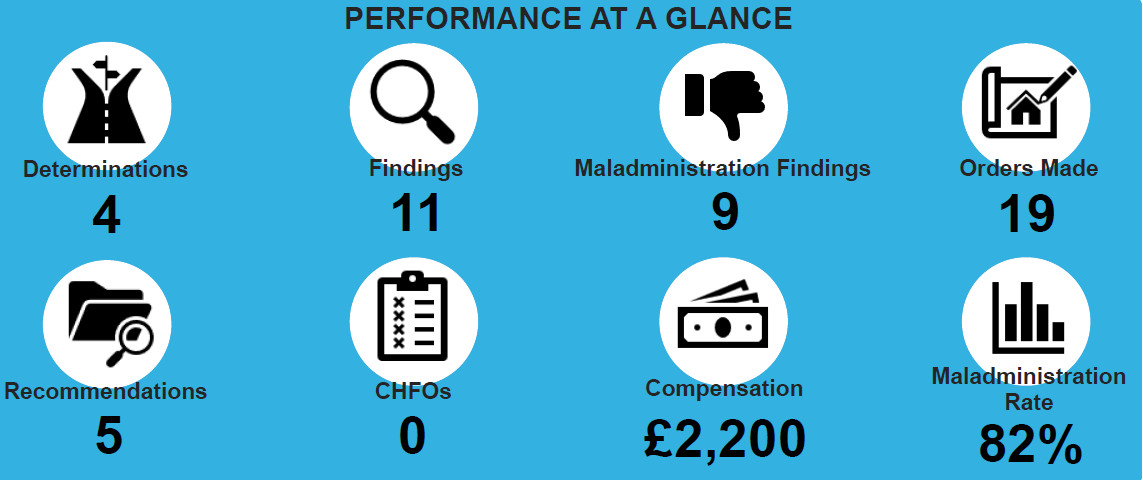 PERFORMANCE AT A GLANCE
Determinations
4
Findings
11
Maladministration Findings
9
Orders Made
19
Recommendations
5
CHFOs
0
Compensation
£2,200
Maladministration
Rate
82%